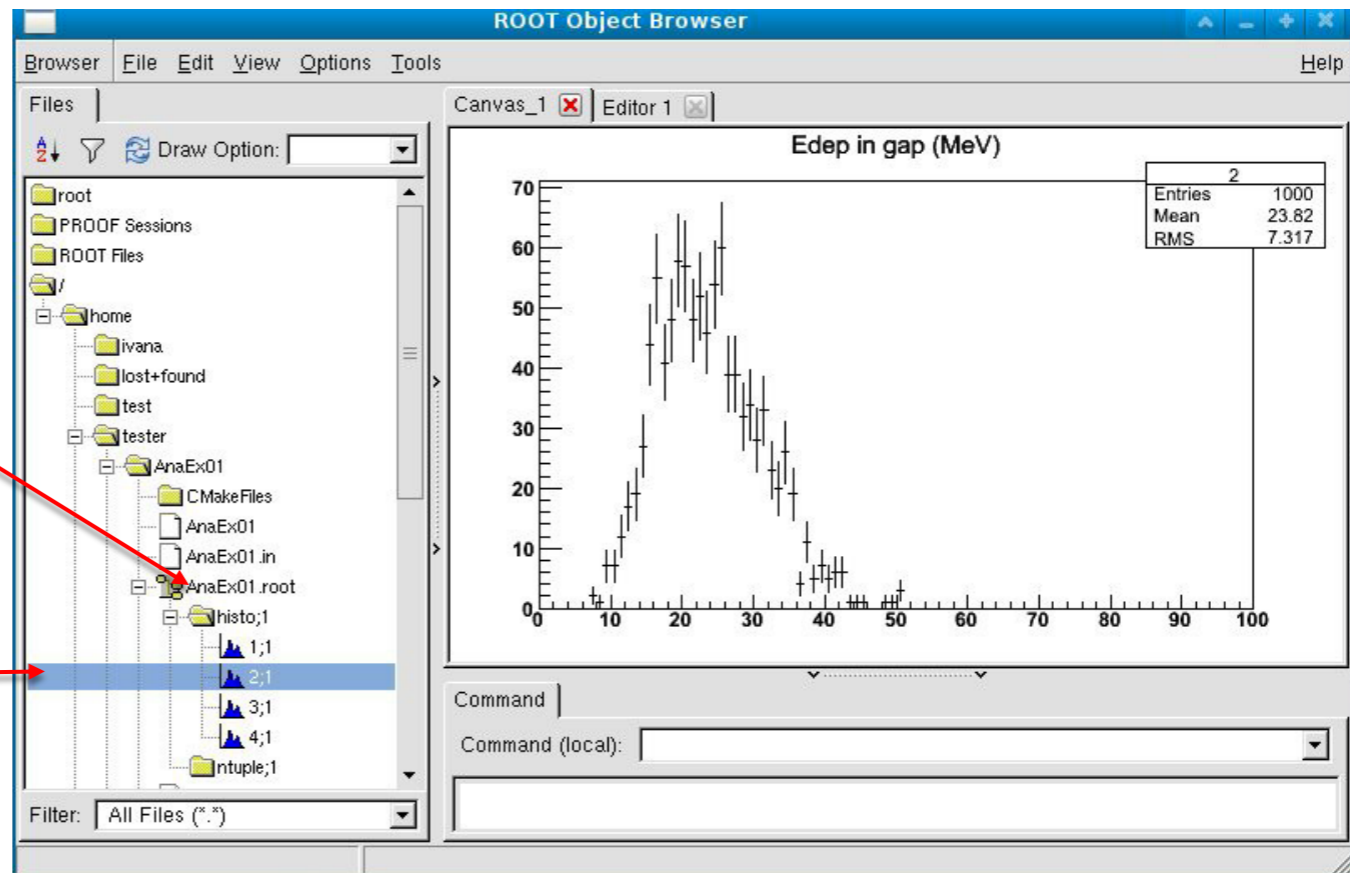 ROOT Object Browser
Browser File Edit View Options Tools Help
Files
Draw Option:
root
PROOF Sessions
ROOT Files
/
home
ivana
lost+found
test
tester
AnaEx01
CMakeFiles
AnaEx01
AnaEx01.in
AnaEx01.root
histo;1
1;1
2;1
3;1
4;1
ntuple;1
Filter: All Files (*.*)
Canvas_1 Editor 1
Edep in gap (MeV)
2
Entries 1000
Mean 23.82
RMS 7.317
70
60
50
40
30
20
10
0
0 10 20 30 40 50 60 70 80 90 100
Command
Command (local):